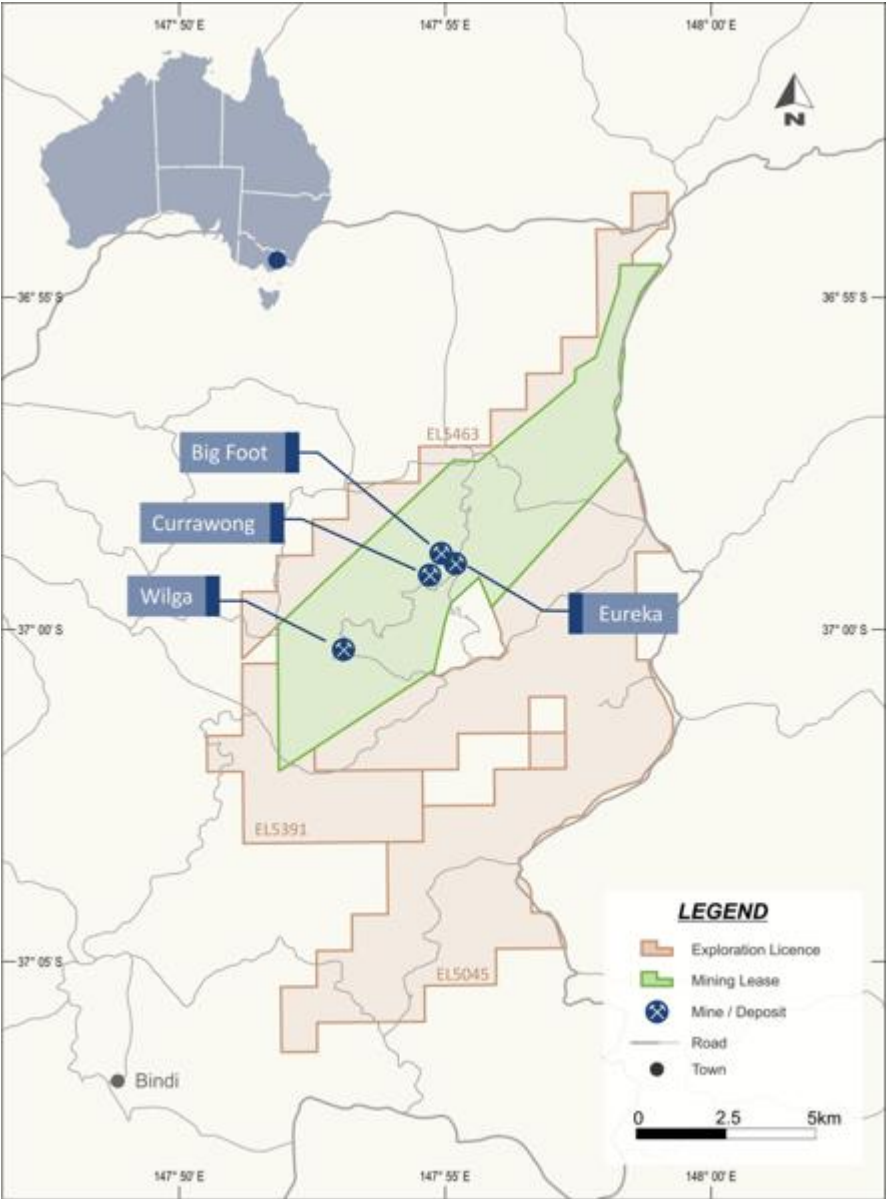 147° 50' E
147° 55' E
148° 00' E
N
36° 55' S
36° 55' S
EL5463
Big Foot
Currawong
Wilga
Eureka
37° 00' S
37° 00' S
EL5391
LEGEND
Exploration Licence
Mining Lease
Mine / Deposit
Road
Town
0 2.5 5km
37° 05' S
EL5045
Bindi
147° 50' E
147° 55' E
148° 00' E